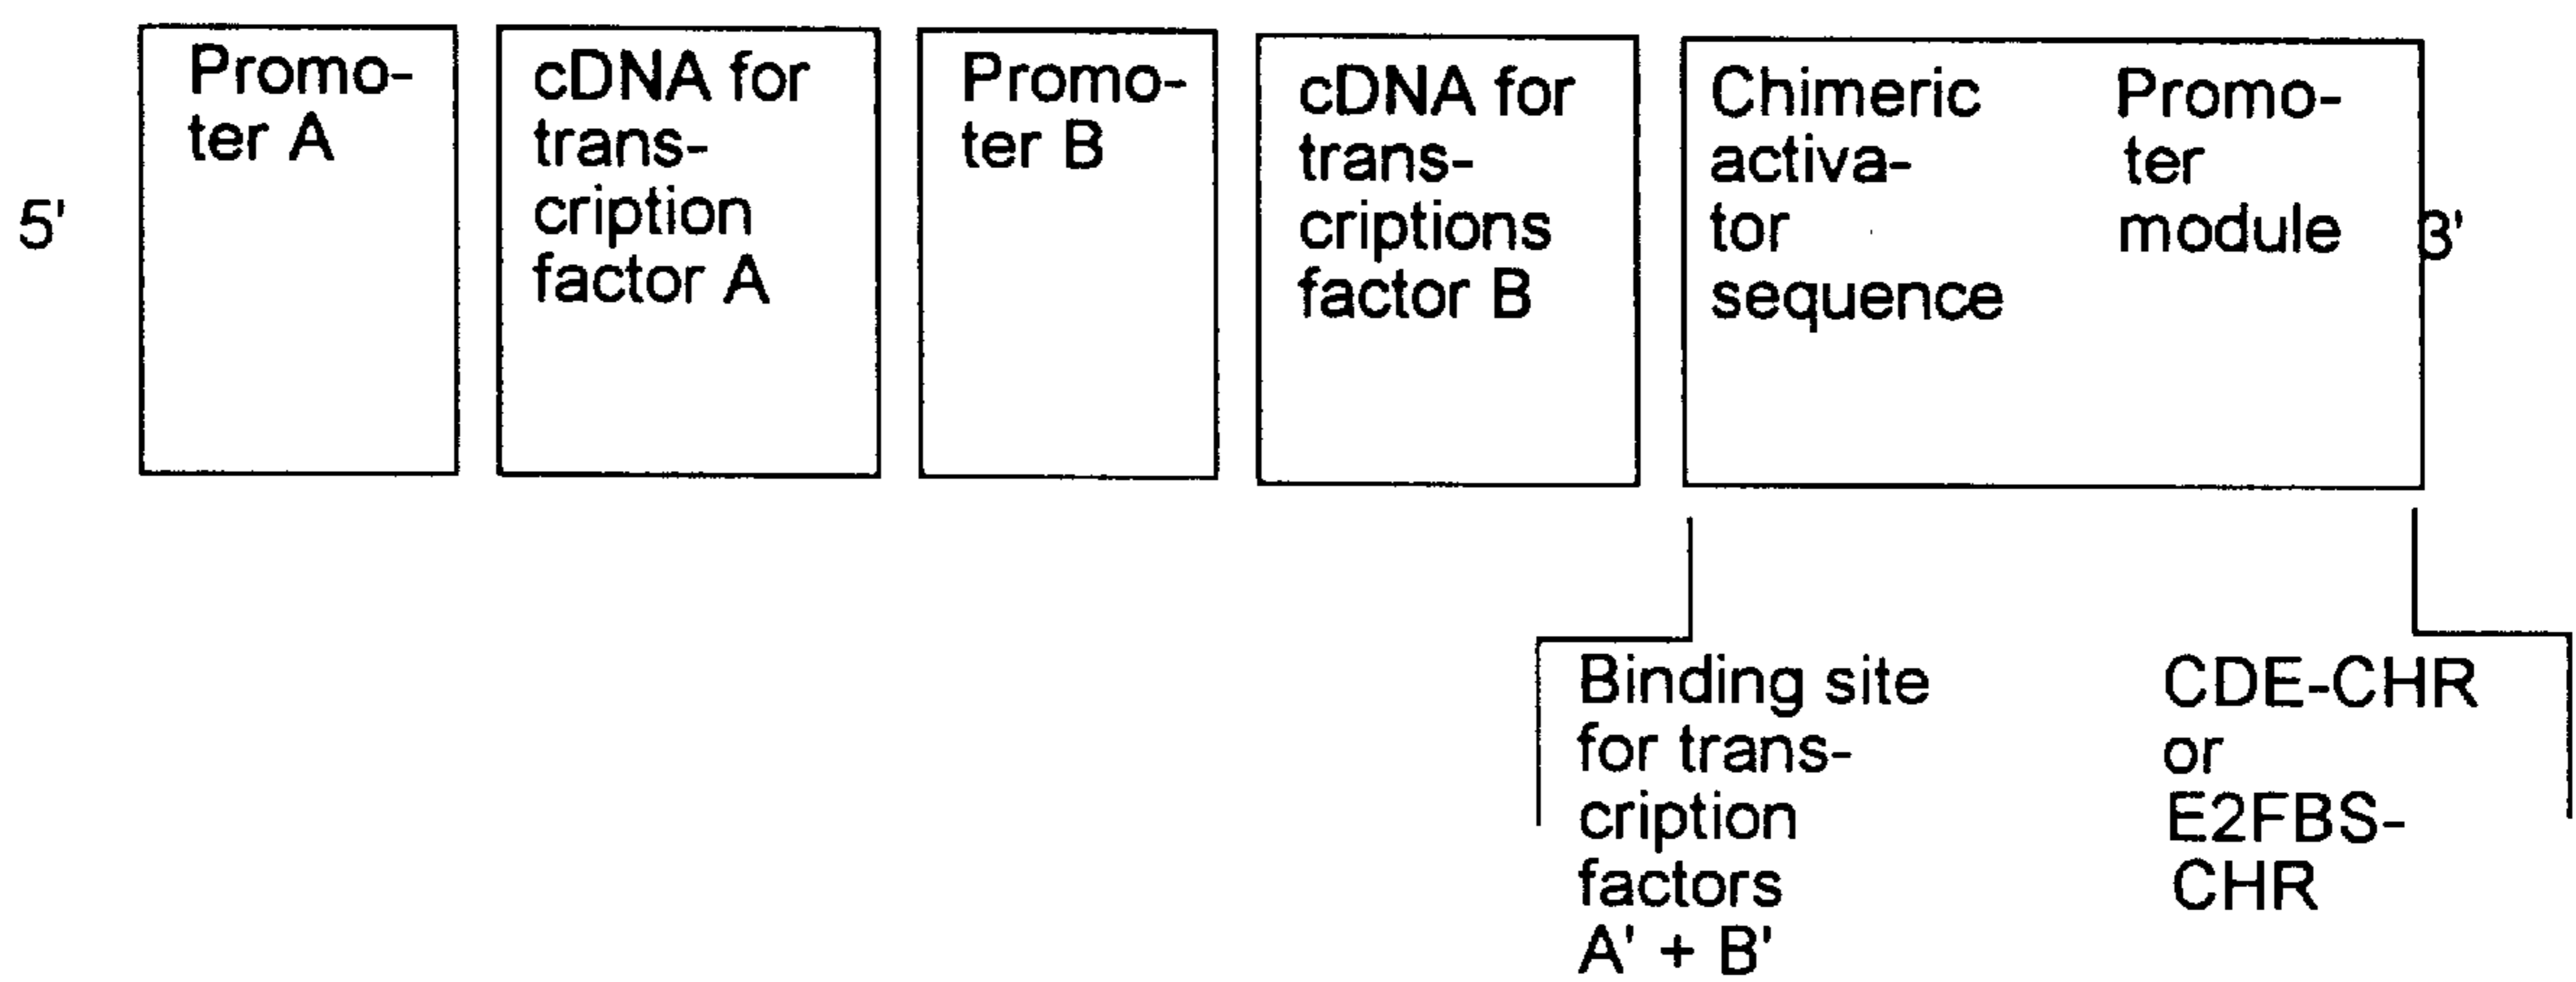 5'
Promo-
ter A
cDNA for
trans-
cription
factor A
Promo-
ter B
cDNA for
trans-
criptions
factor B
Chimeric
activa-
tor
sequence
Promo-
ter
module
3'
Binding site
for trans-
cription
factors
A' + B'
CDE-CHR
or
E2FBS-
CHR